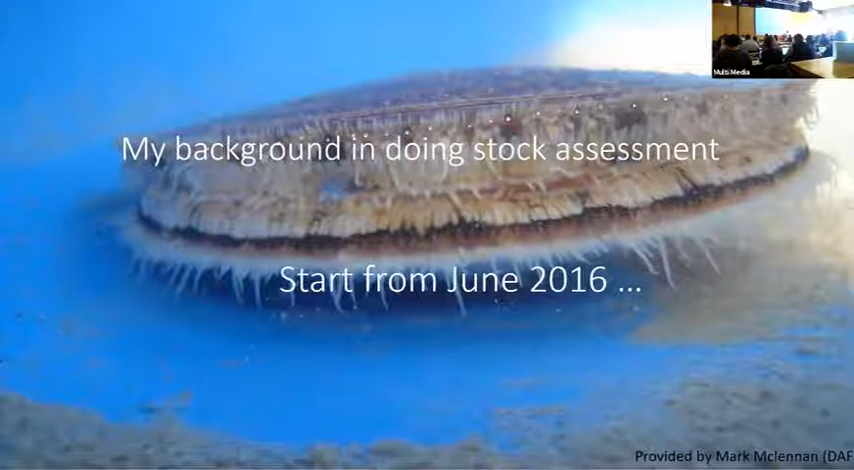 Multi Media
My background in doing stock assessment
Start from June 2016 ...
Provided by Mark Mclennan (DAF